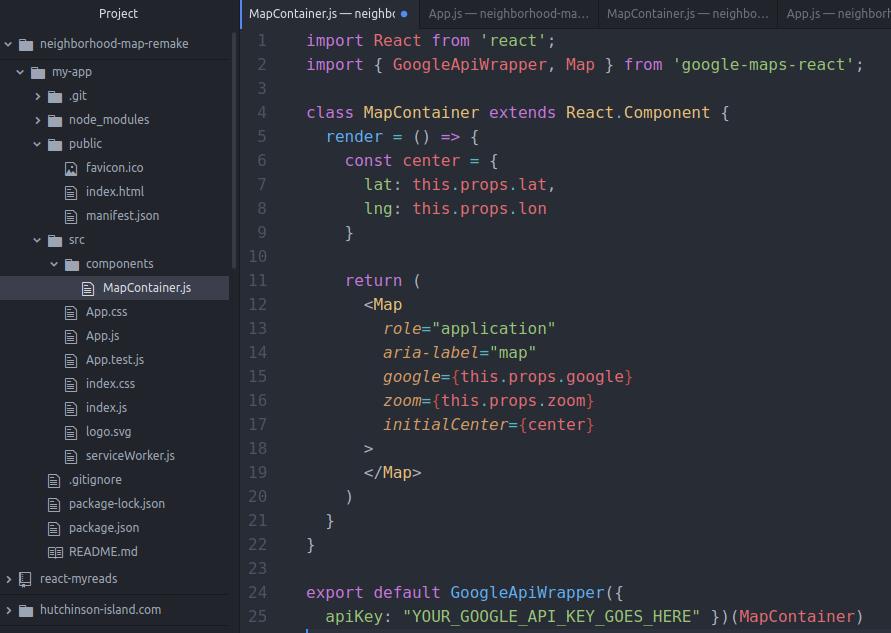 Project
neighborhood-map-remake
my-app
.git
node_modules
public
favicon.ico
index.html
manifest.json
src
components
MapContainer.js
App.css
App.js
App.test.js
index.css
index.js
logo.svg
serviceWorker.js
.gitignore
package-lock.json
package.json
README.md
react-myreads
hutchinson-island.com
MapContainer.js — neighbo
App.js — neighborhood-ma...
MapContainer.js — neighbo...
App.js — neighborh
1 import React from 'react';
2 import { GoogleApiWrapper, Map } from 'google-maps-react';
3
4 class MapContainer extends React.Component {
5   render = () => {
6     const center = {
7       lat: this.props.lat,
8       lng: this.props.lon
9     }
10
11     return (
12       <Map
13         role="application"
14         aria-label="map"
15         google={this.props.google}
16         zoom={this.props.zoom}
17         initialCenter={center}
18       >
19       </Map>
20     )
21   }
22 }
23
24 export default GoogleApiWrapper({
25   apiKey: "YOUR_GOOGLE_API_KEY_GOES_HERE" })(MapContainer)